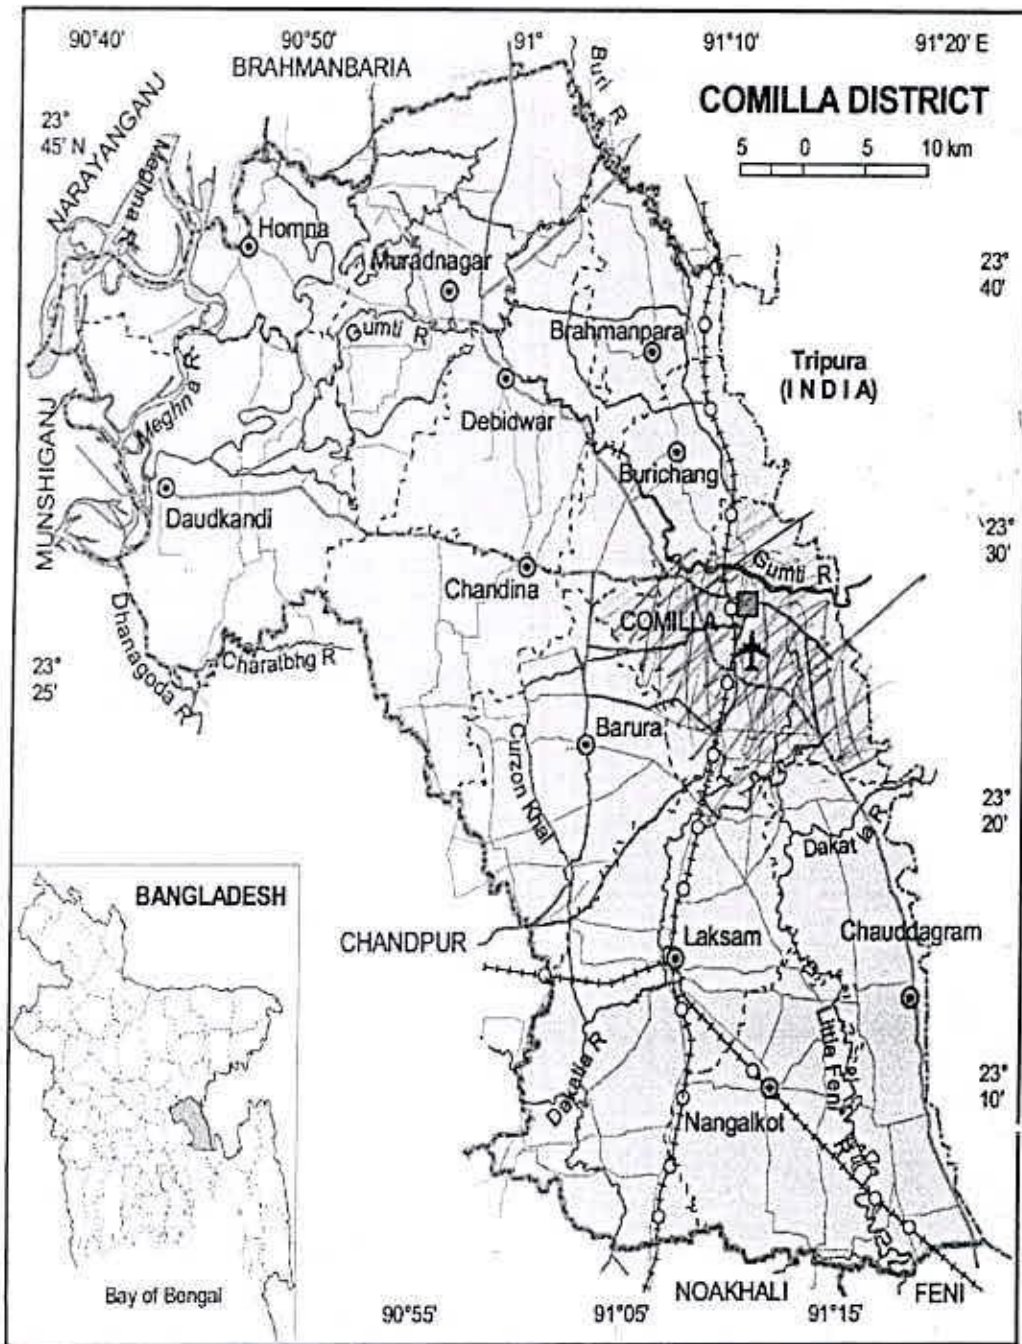 90°40' 90°50' 91° 91°10' 91°20' E
BRAHMANBARIA
Buri R
COMILLA DISTRICT
5 0 5 10 km
23°
45' N
NARAYANGANJ
Meghna R
Homna
Muradnagar
23°
40'
Gumti R
Brahmanpara
Tripura
(INDIA)
Meghna R
Debidwar
MUNSHIGANJ
Burichang
Daudkandi
23°
30'
Gumti R
Chandina
COMILLA
Dhanagoda R
Charatbhg R
23°
25'
Barura
Curzon Khal
23°
20'
Dakatia R
BANGLADESH
CHANDPUR
Laksam
Chauddagram
Little Feni R
Dakatia R
23°
10'
Nangalkot
Bay of Bengal
NOAKHALI
FENI
90°55' 91°05' 91°15'